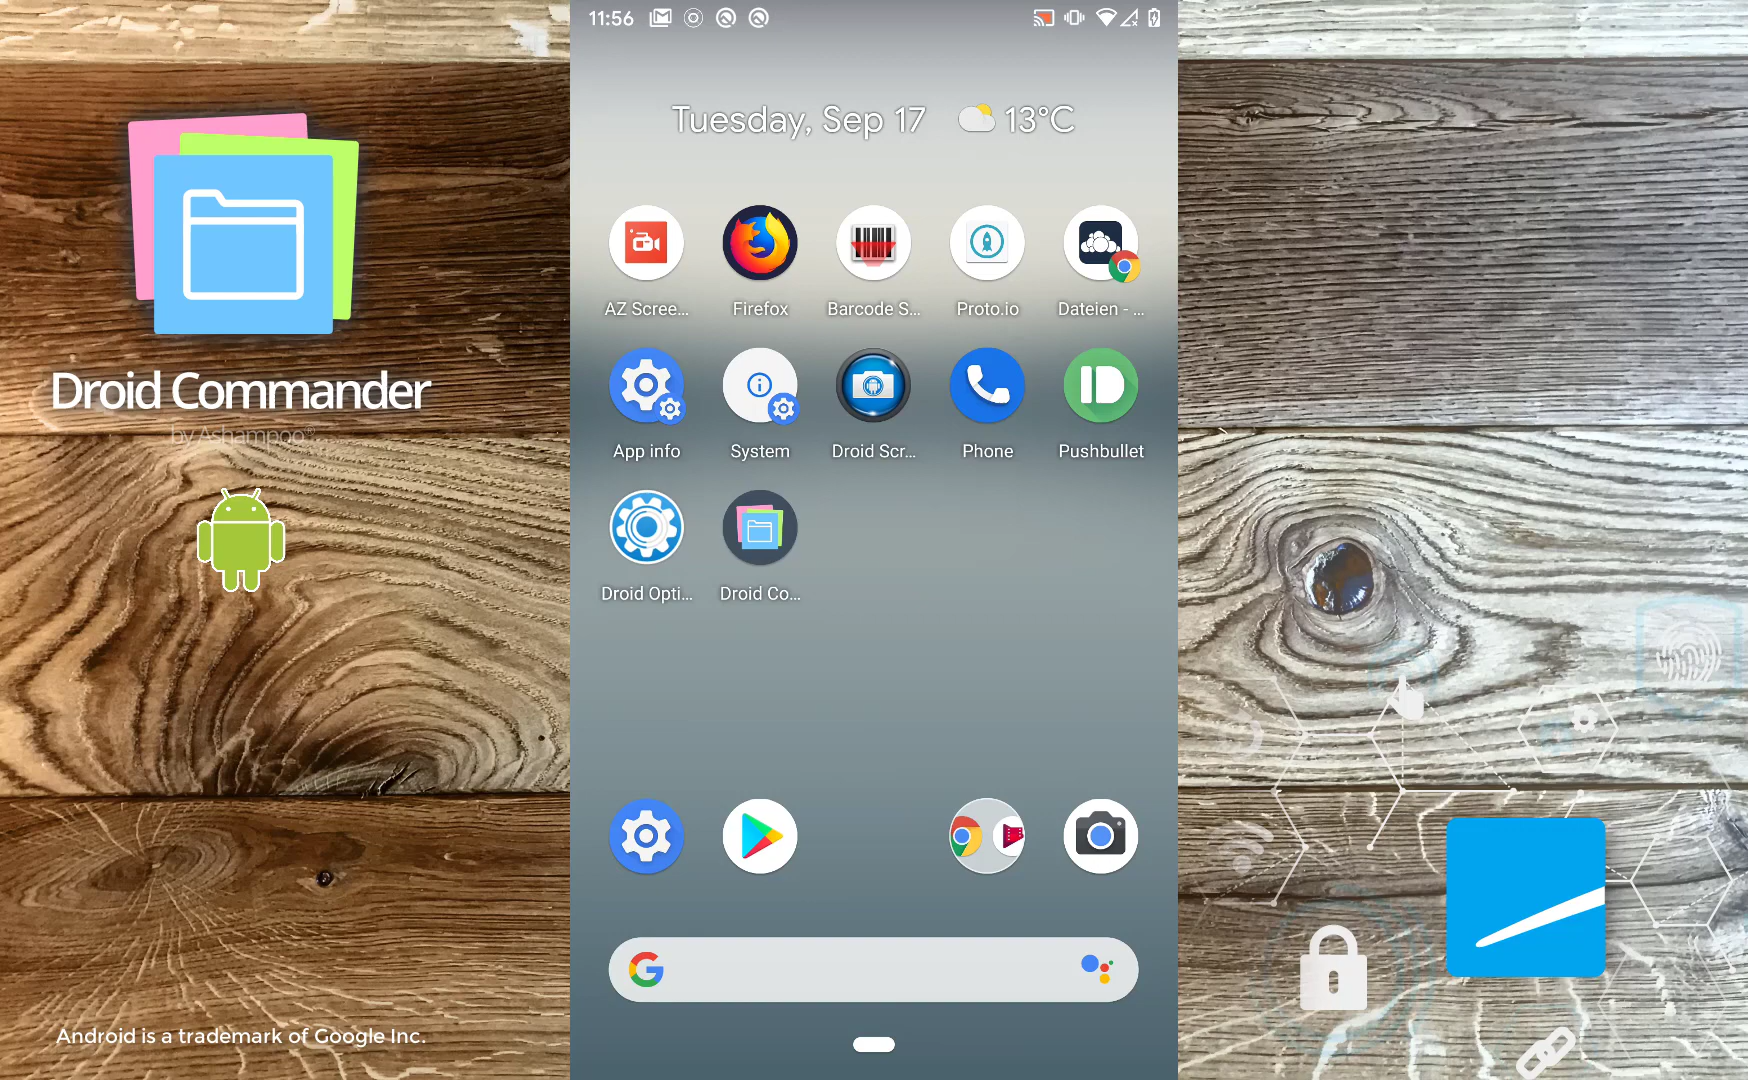 11:56
Tuesday, Sep 17 13°C
AZ Scree... Firefox Barcode S... Proto.io Dateien - ...
App info System Droid Scr... Phone Pushbullet
Droid Opti... Droid Co...
Droid Commander
by Ashampoo®
Android is a trademark of Google Inc.